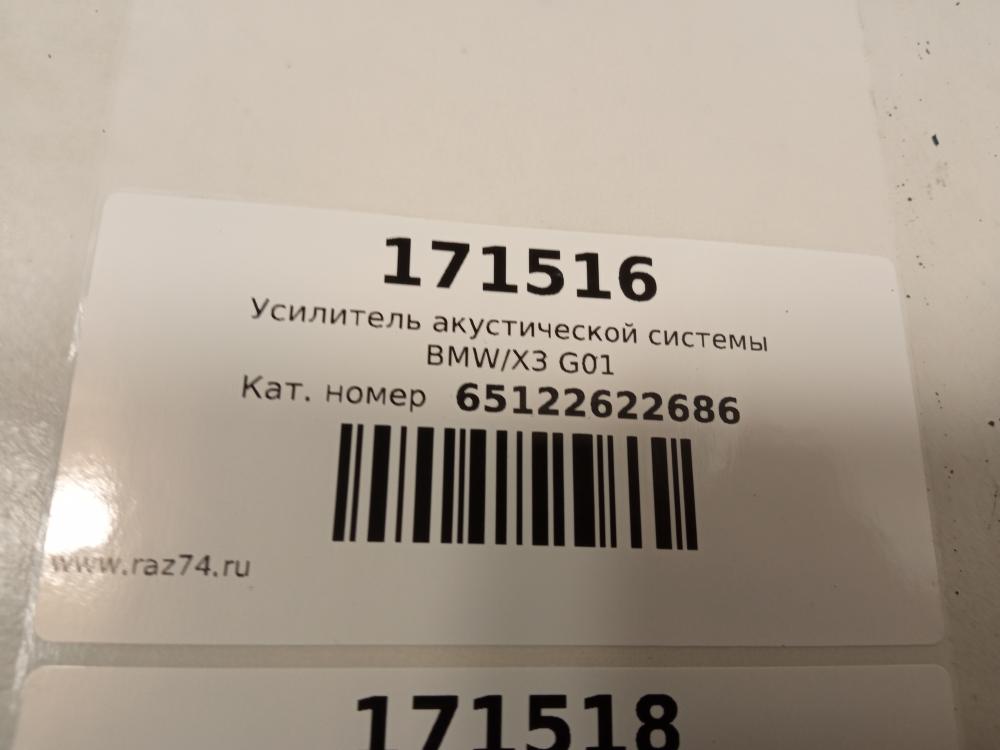 171516
Усилитель акустической системы
BMW/X3 G01
Кат. номер 65122622686
www.raz74.ru
171518